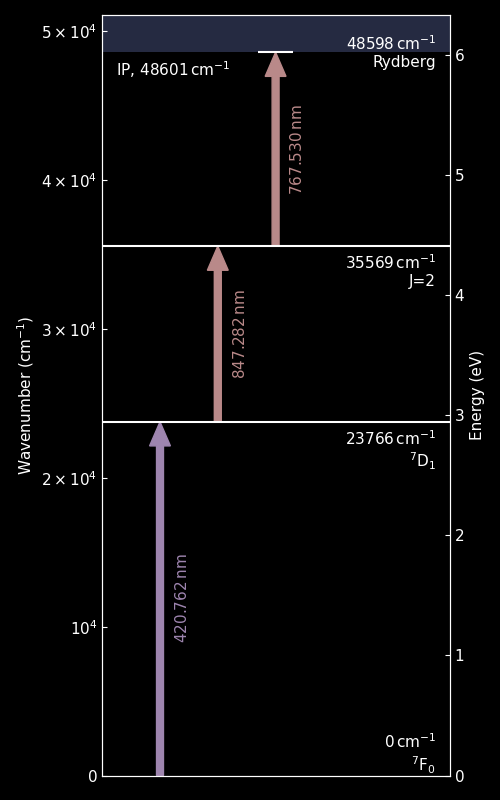 5 × 10⁴
48598 cm⁻¹
Rydberg
6
IP, 48601 cm⁻¹
767.530 nm
4 × 10⁴
5
35569 cm⁻¹
J=2
4
847.282 nm
3 × 10⁴
Wavenumber (cm⁻¹)
Energy (eV)
3
23766 cm⁻¹
⁷D₁
2 × 10⁴
2
420.762 nm
10⁴
1
0 cm⁻¹
⁷F₀
0
0